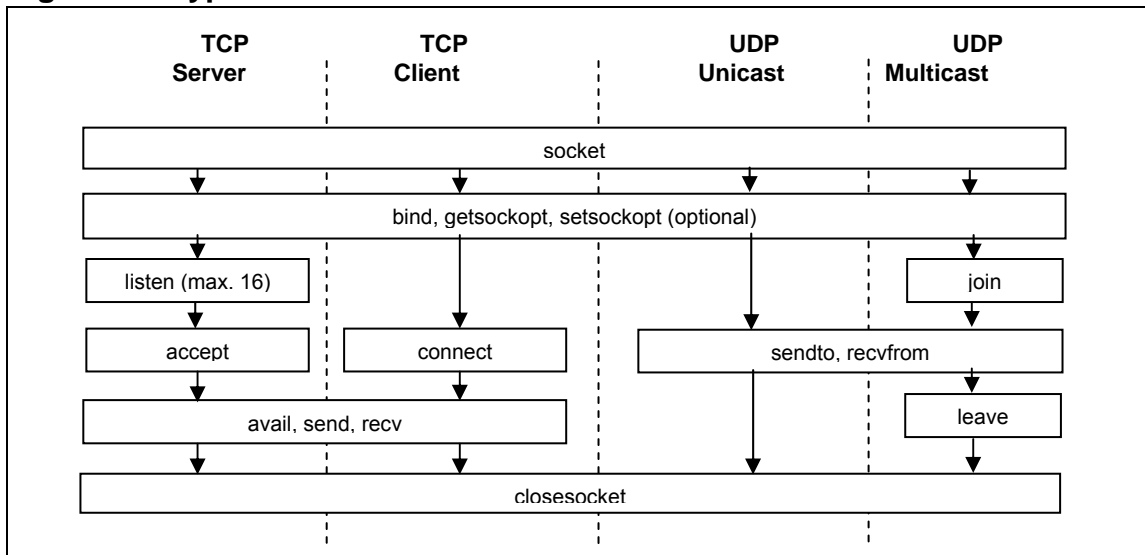 TCP Server
TCP Client
UDP Unicast
UDP Multicast
socket
bind, getsockopt, setsockopt (optional)
listen (max. 16)
join
accept
connect
sendto, recvfrom
avail, send, recv
leave
closesocket